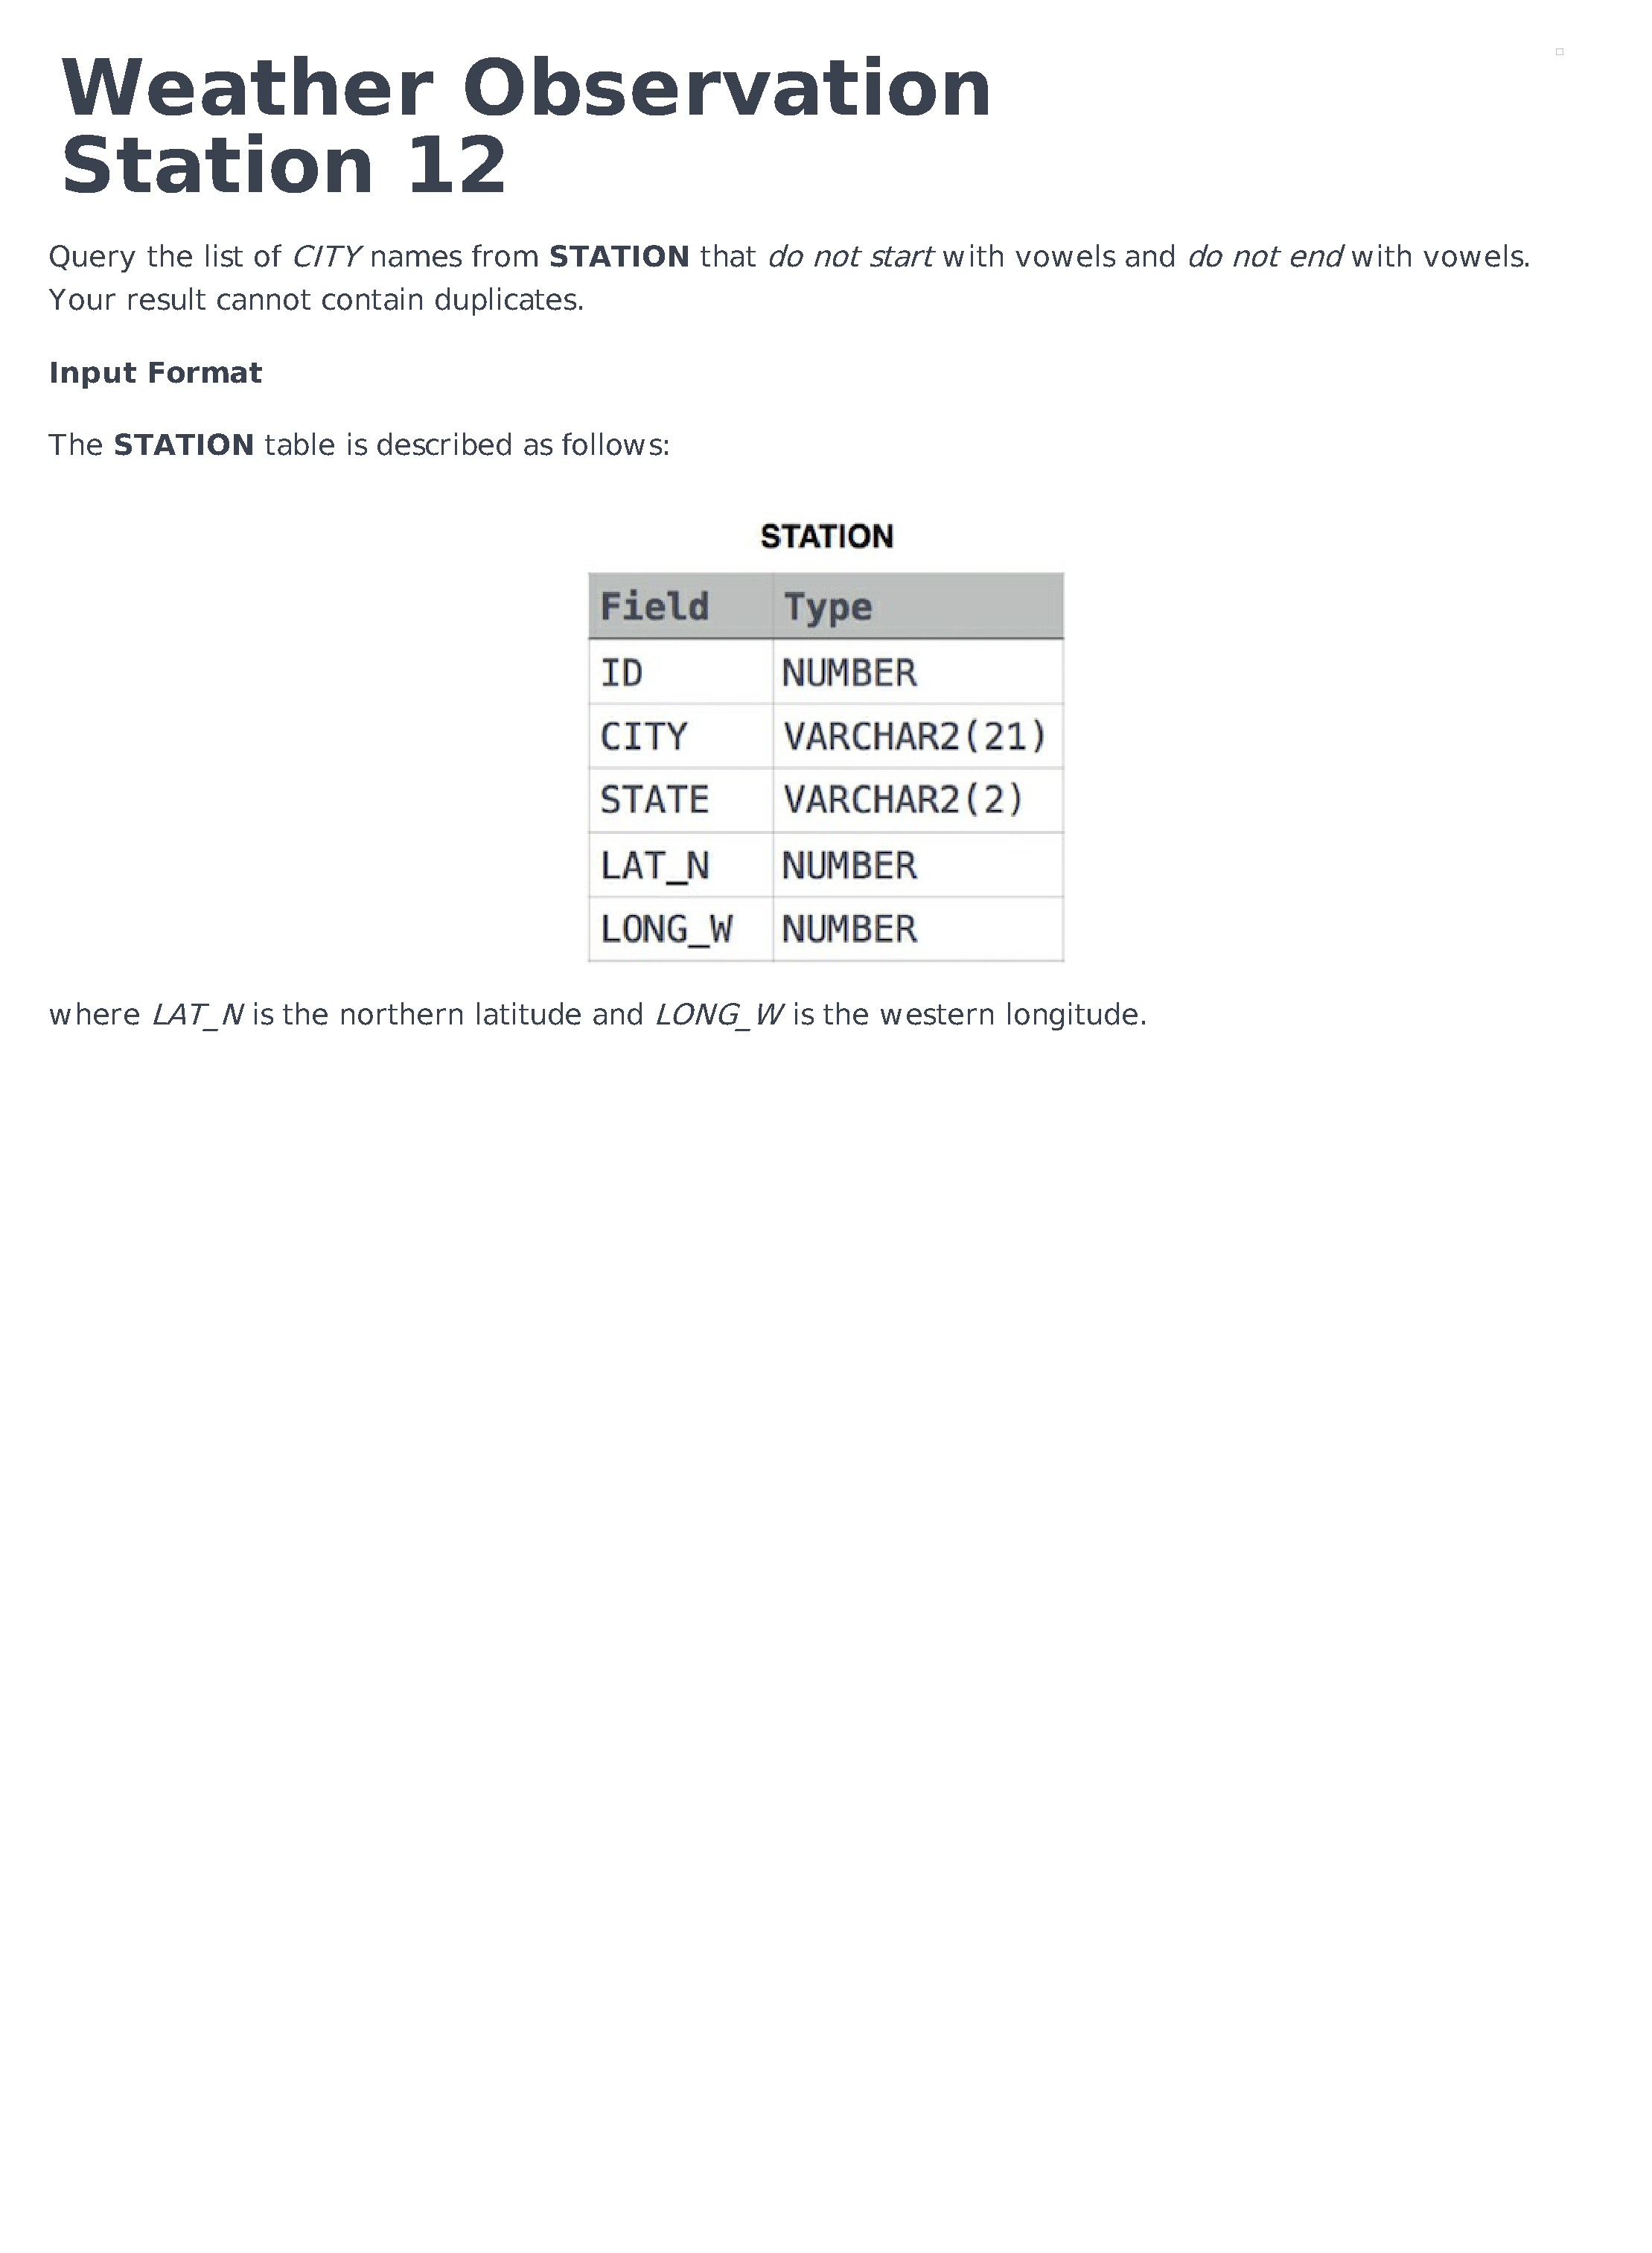 Weather Observation
Station 12
Query the list of CITY names from STATION that do not start with vowels and do not end with vowels.
Your result cannot contain duplicates.
Input Format
The STATION table is described as follows:
STATION
Field Type
ID NUMBER
CITY VARCHAR2(21)
STATE VARCHAR2(2)
LAT_N NUMBER
LONG_W NUMBER
where LAT_N is the northern latitude and LONG_W is the western longitude.